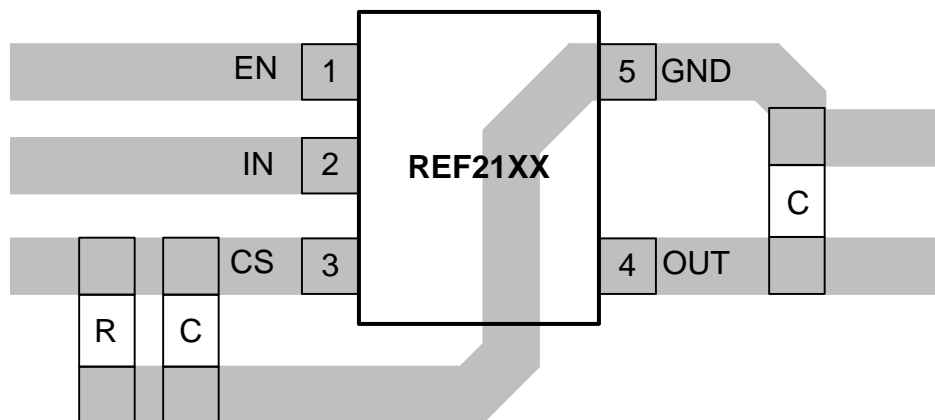 EN 1
5 GND
IN 2
REF21XX
C
CS 3
4 OUT
R
C